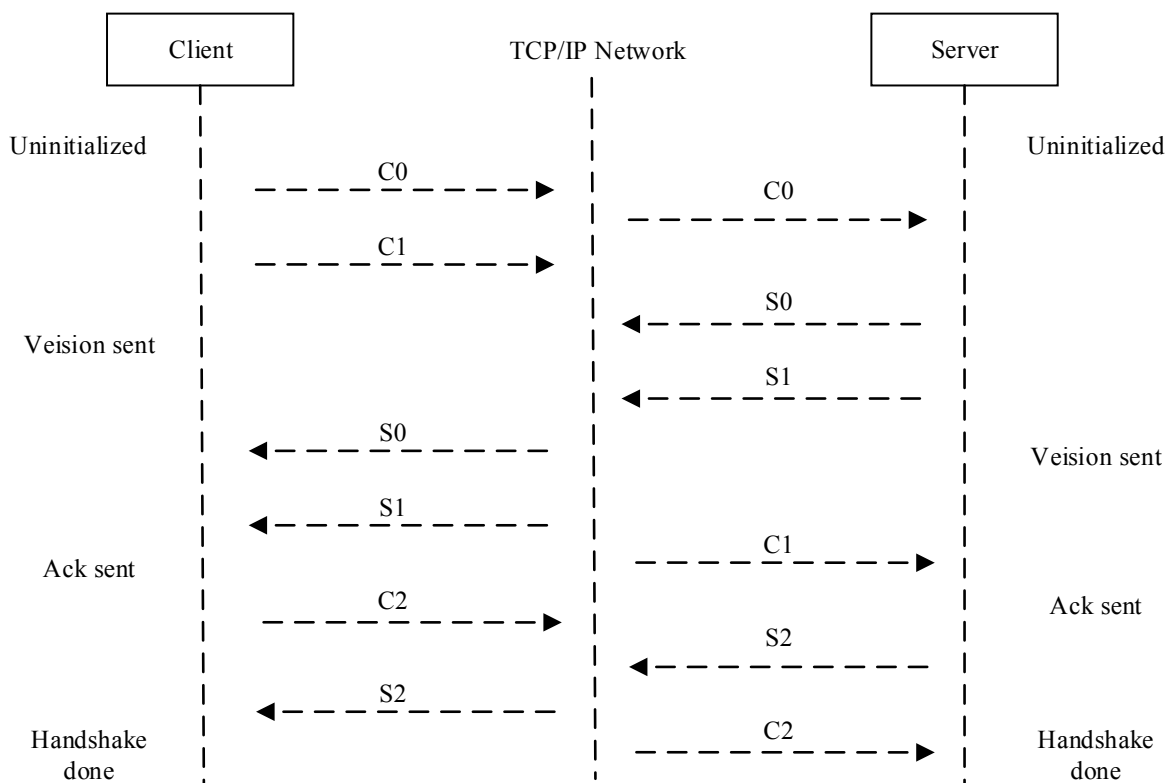 Client
TCP/IP Network
Server
Uninitialized
Uninitialized
C0
C0
C1
S0
Veision sent
S1
S0
Veision sent
S1
C1
Ack sent
C2
Ack sent
S2
S2
C2
Handshake
done
Handshake
done